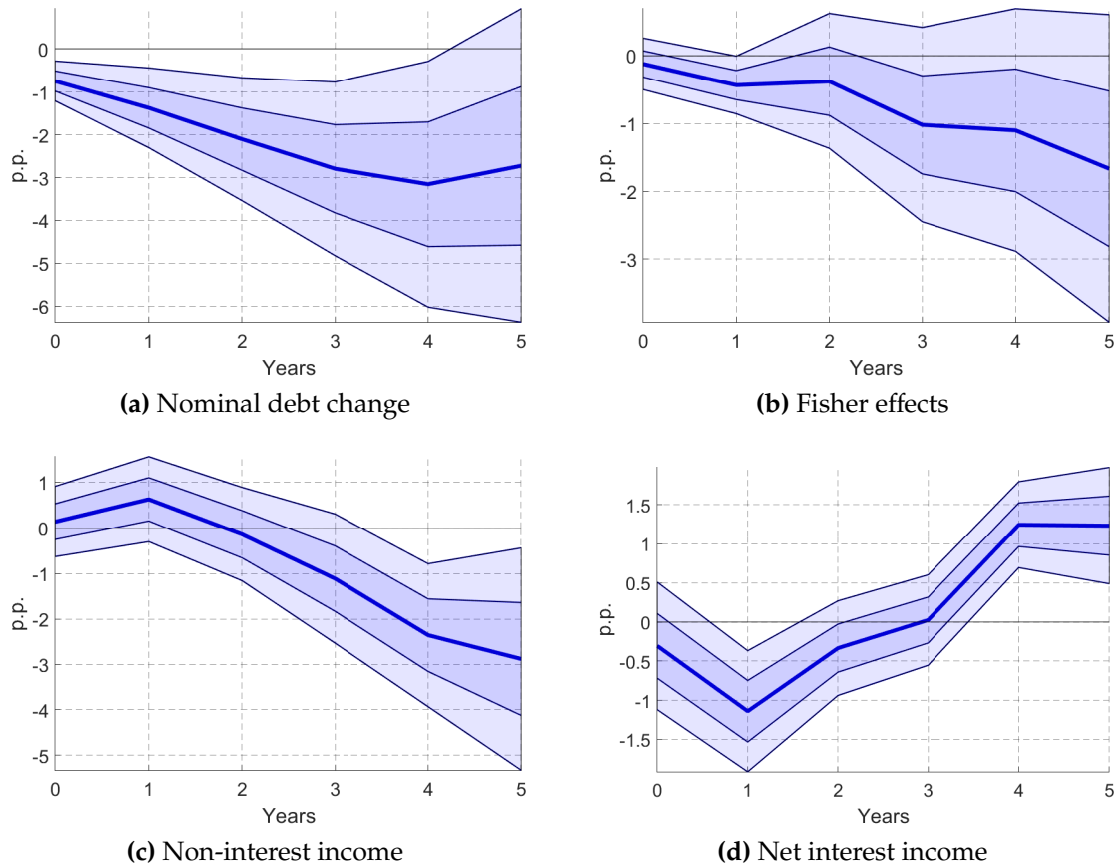 0
-1
-2
-3
-4
-5
-6
p.p.
0 1 2 3 4 5
Years
(a) Nominal debt change
0
-1
-2
-3
p.p.
0 1 2 3 4 5
Years
(b) Fisher effects
1
0
-1
-2
-3
-4
-5
p.p.
0 1 2 3 4 5
Years
(c) Non-interest income
1.5
1
0.5
0
-0.5
-1
-1.5
p.p.
0 1 2 3 4 5
Years
(d) Net interest income